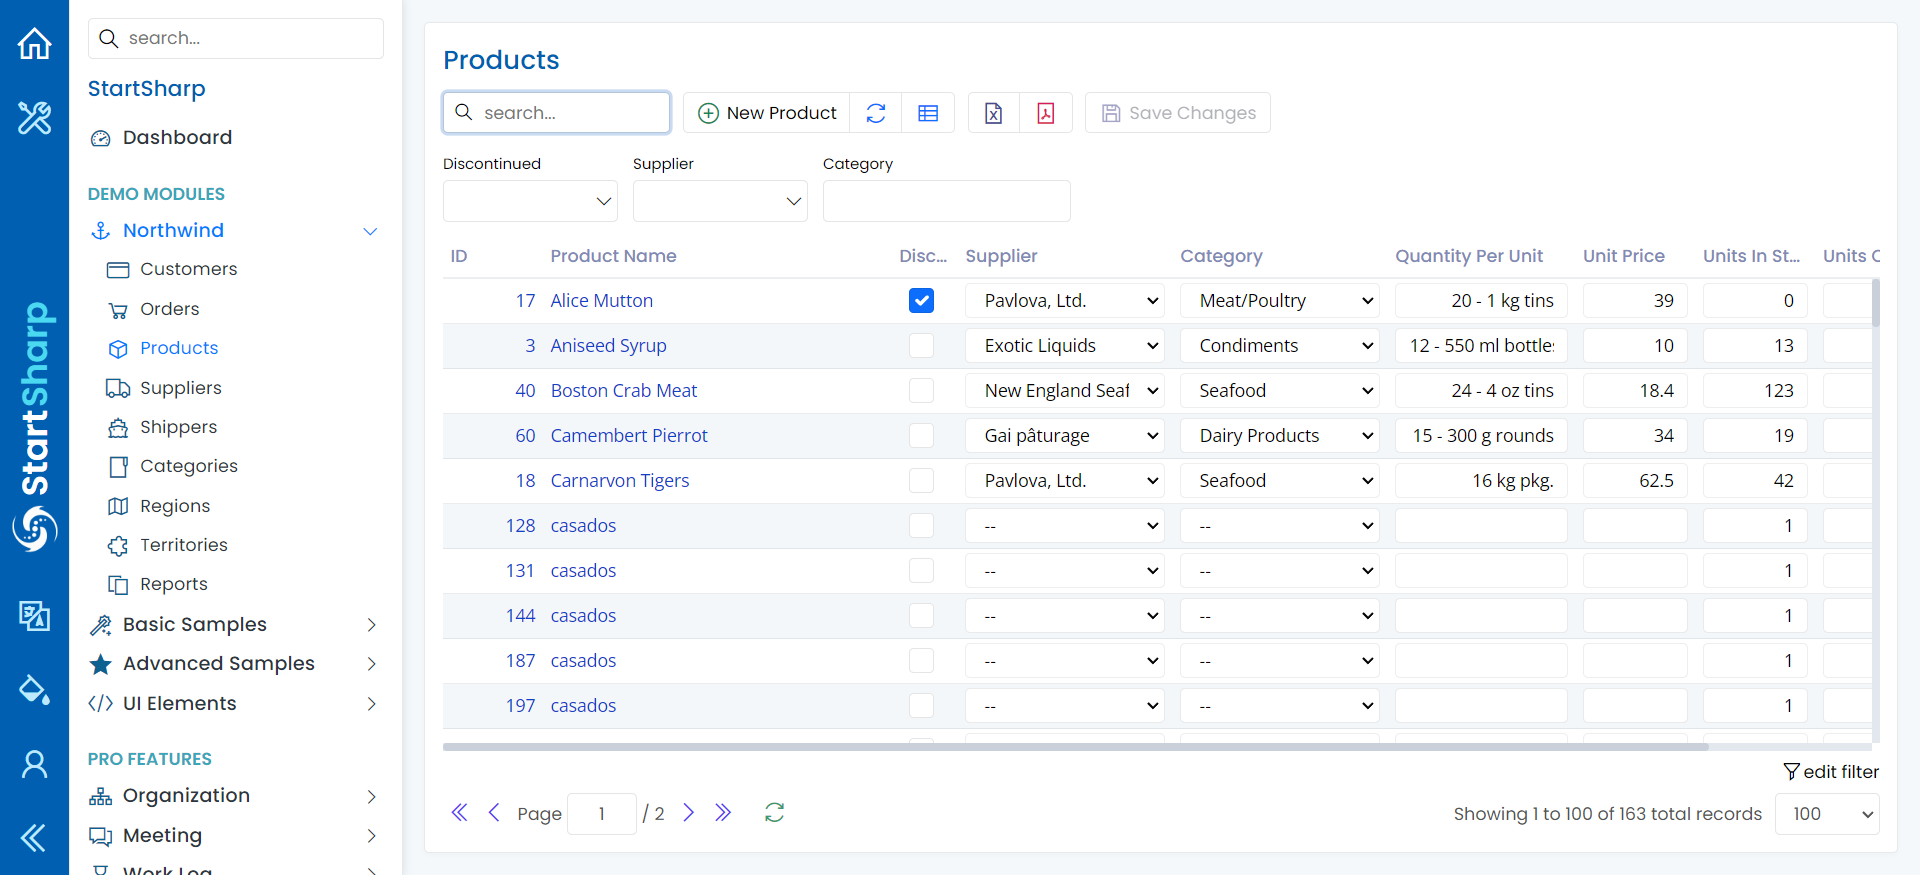 search...
StartSharp
Dashboard
DEMO MODULES
Northwind
Customers
Orders
Products
Suppliers
Shippers
Categories
Regions
Territories
Reports
Basic Samples
Advanced Samples
UI Elements
PRO FEATURES
Organization
Meeting
Work Log
StartSharp
Products
search...
New Product
Save Changes
Discontinued Supplier Category
ID Product Name Disc... Supplier Category Quantity Per Unit Unit Price Units In St... Units
17 Alice Mutton Pavlova, Ltd. Meat/Poultry 20 - 1 kg tins 39 0
3 Aniseed Syrup Exotic Liquids Condiments 12 - 550 ml bottles 10 13
40 Boston Crab Meat New England Seaf Seafood 24 - 4 oz tins 18.4 123
60 Camembert Pierrot Gai pâturage Dairy Products 15 - 300 g rounds 34 19
18 Carnarvon Tigers Pavlova, Ltd. Seafood 16 kg pkg. 62.5 42
128 casados -- -- 1
131 casados -- -- 1
144 casados -- -- 1
187 casados -- -- 1
197 casados -- -- 1
edit filter
Page 1 / 2
Showing 1 to 100 of 163 total records 100